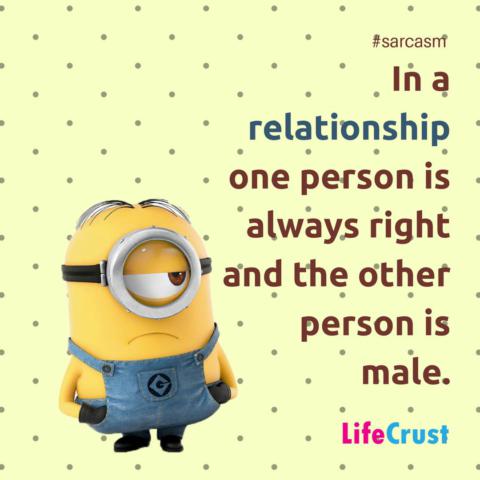 #sarcasm
In a
relationship
one person is
always right
and the other
person is
male.
LifeCrust